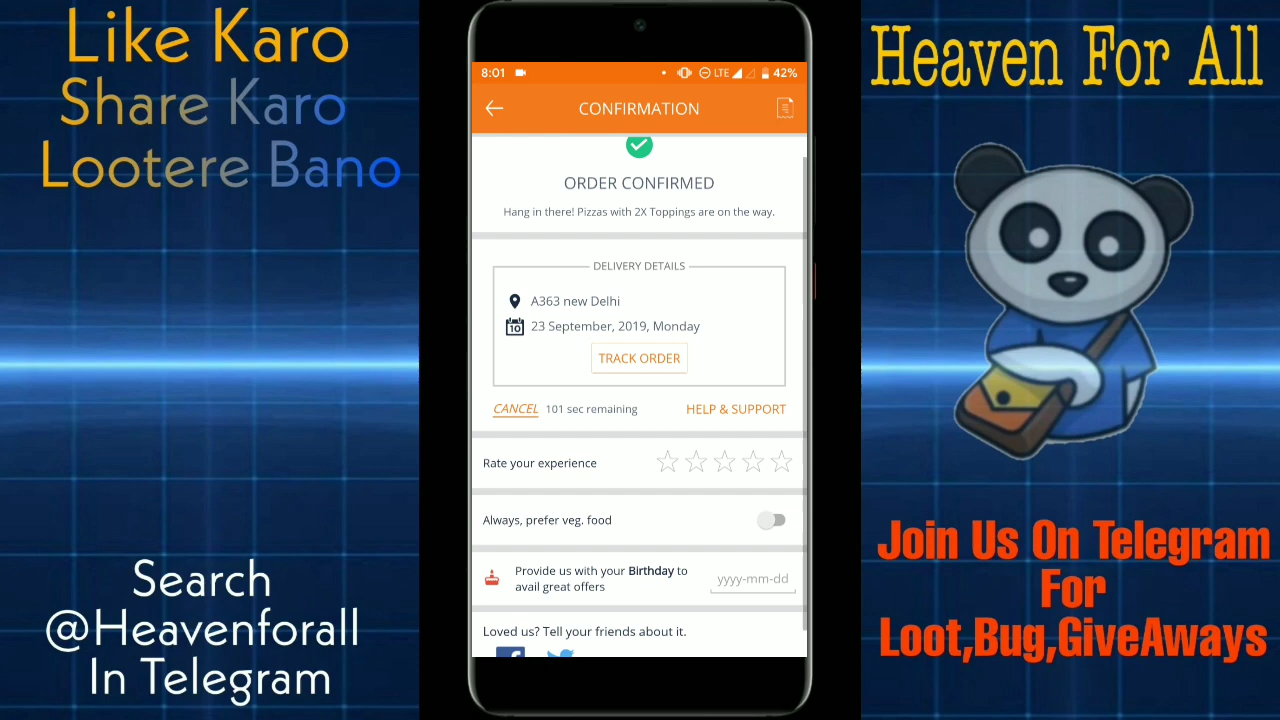 Like Karo
Share Karo
Lootere Bano
Search
@Heavenforall
In Telegram
8:01
LTE
42%
CONFIRMATION
ORDER CONFIRMED
Hang in there! Pizzas with 2X Toppings are on the way.
DELIVERY DETAILS
A363 new Delhi
10
23 September, 2019, Monday
TRACK ORDER
CANCEL 101 sec remaining
HELP & SUPPORT
Rate your experience
Always, prefer veg. food
Provide us with your Birthday to
avail great offers
yyyy-mm-dd
Loved us? Tell your friends about it.
Heaven For All
Join Us On Telegram
For
Loot,Bug,GiveAways